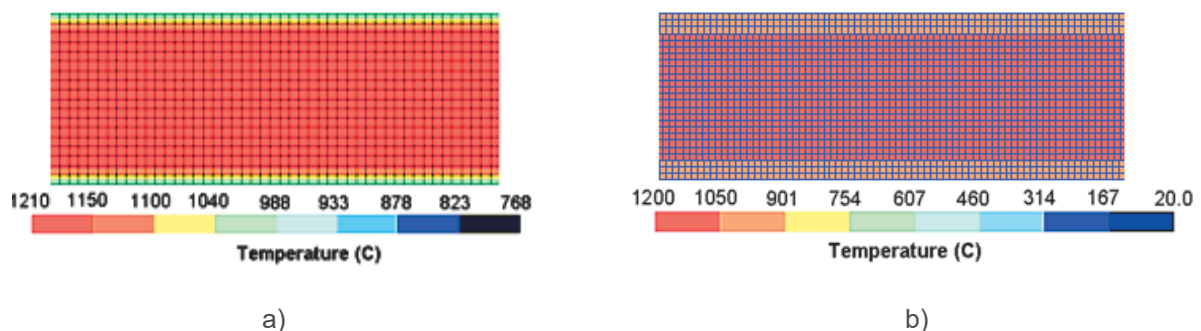 1210 1150 1100 1040 988 933 878 823 768
Temperature (C)
a)
1200 1050 901 754 607 460 314 167 20.0
Temperature (C)
b)